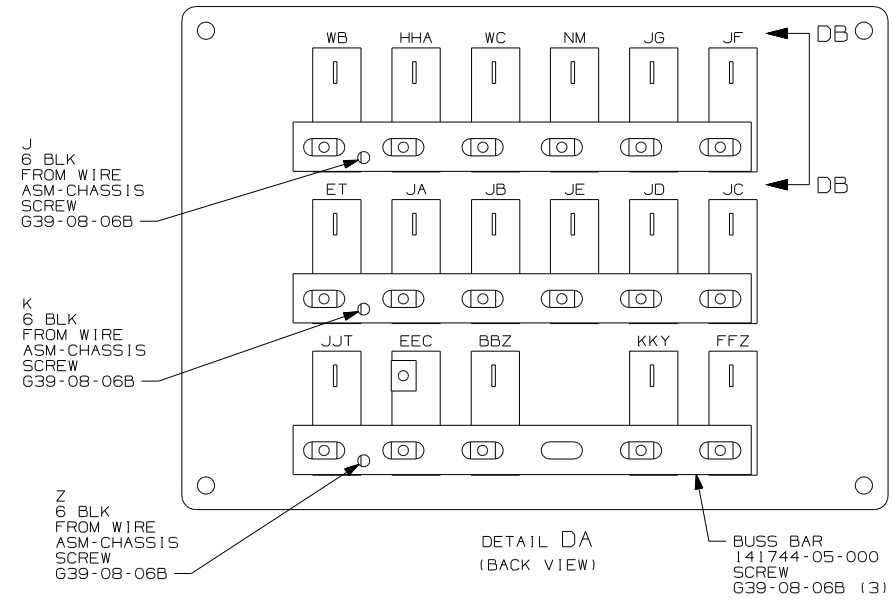 WB HHA WC NM JG JF DB
J
6 BLK
FROM WIRE
ASM-CHASSIS
SCREW
G39-08-06B
DB
ET JA JB JE JD JC
K
6 BLK
FROM WIRE
ASM-CHASSIS
SCREW
G39-08-06B
JJT EEC BBZ KKY FFZ
Z
6 BLK
FROM WIRE
ASM-CHASSIS
SCREW
G39-08-06B
DETAIL DA
(BACK VIEW)
BUSS BAR
141744-05-000
SCREW
G39-08-06B (3)